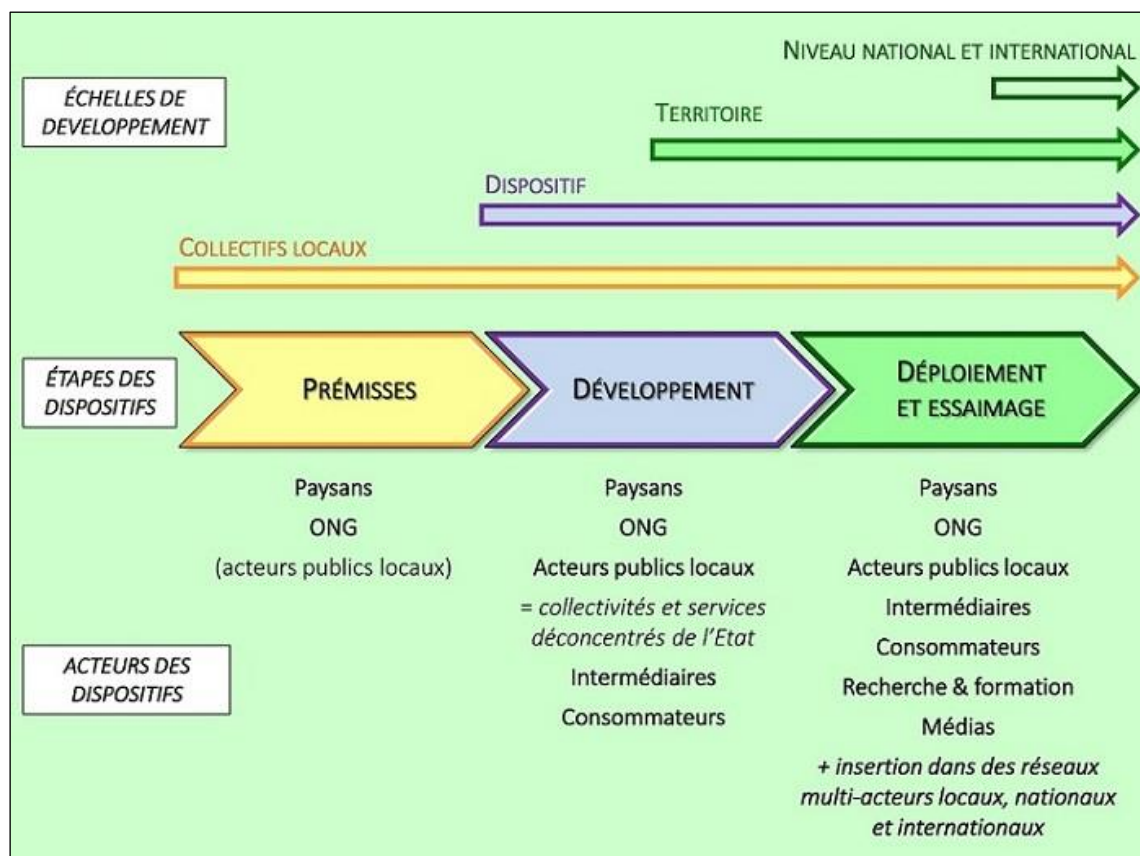 NIVEAU NATIONAL ET INTERNATIONAL
ÉCHELLES DE
DEVELOPPEMENT
TERRITOIRE
DISPOSITIF
COLLECTIFS LOCAUX
ÉTAPES DES
DISPOSITIFS
PRÉMISSES
DÉVELOPPEMENT
DÉPLOIEMENT
ET ESSAIMAGE
ACTEURS DES
DISPOSITIFS
Paysans
ONG
(acteurs publics locaux)
Paysans
ONG
Acteurs publics locaux
= collectivités et services
déconcentrés de l'Etat
Intermédiaires
Consommateurs
Paysans
ONG
Acteurs publics locaux
Intermédiaires
Consommateurs
Recherche & formation
Médias
+ insertion dans des réseaux
multi-acteurs locaux, nationaux
et internationaux